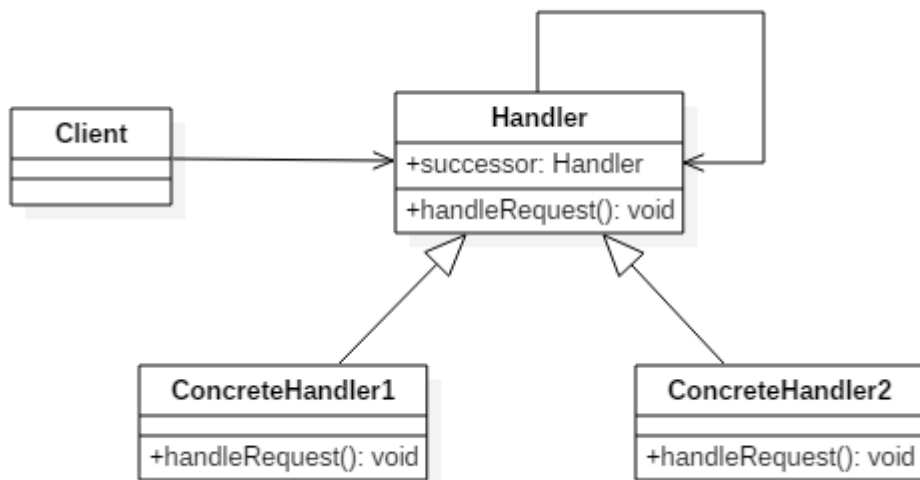 Client
Handler
+successor: Handler
+handleRequest(): void
ConcreteHandler1
+handleRequest(): void
ConcreteHandler2
+handleRequest(): void